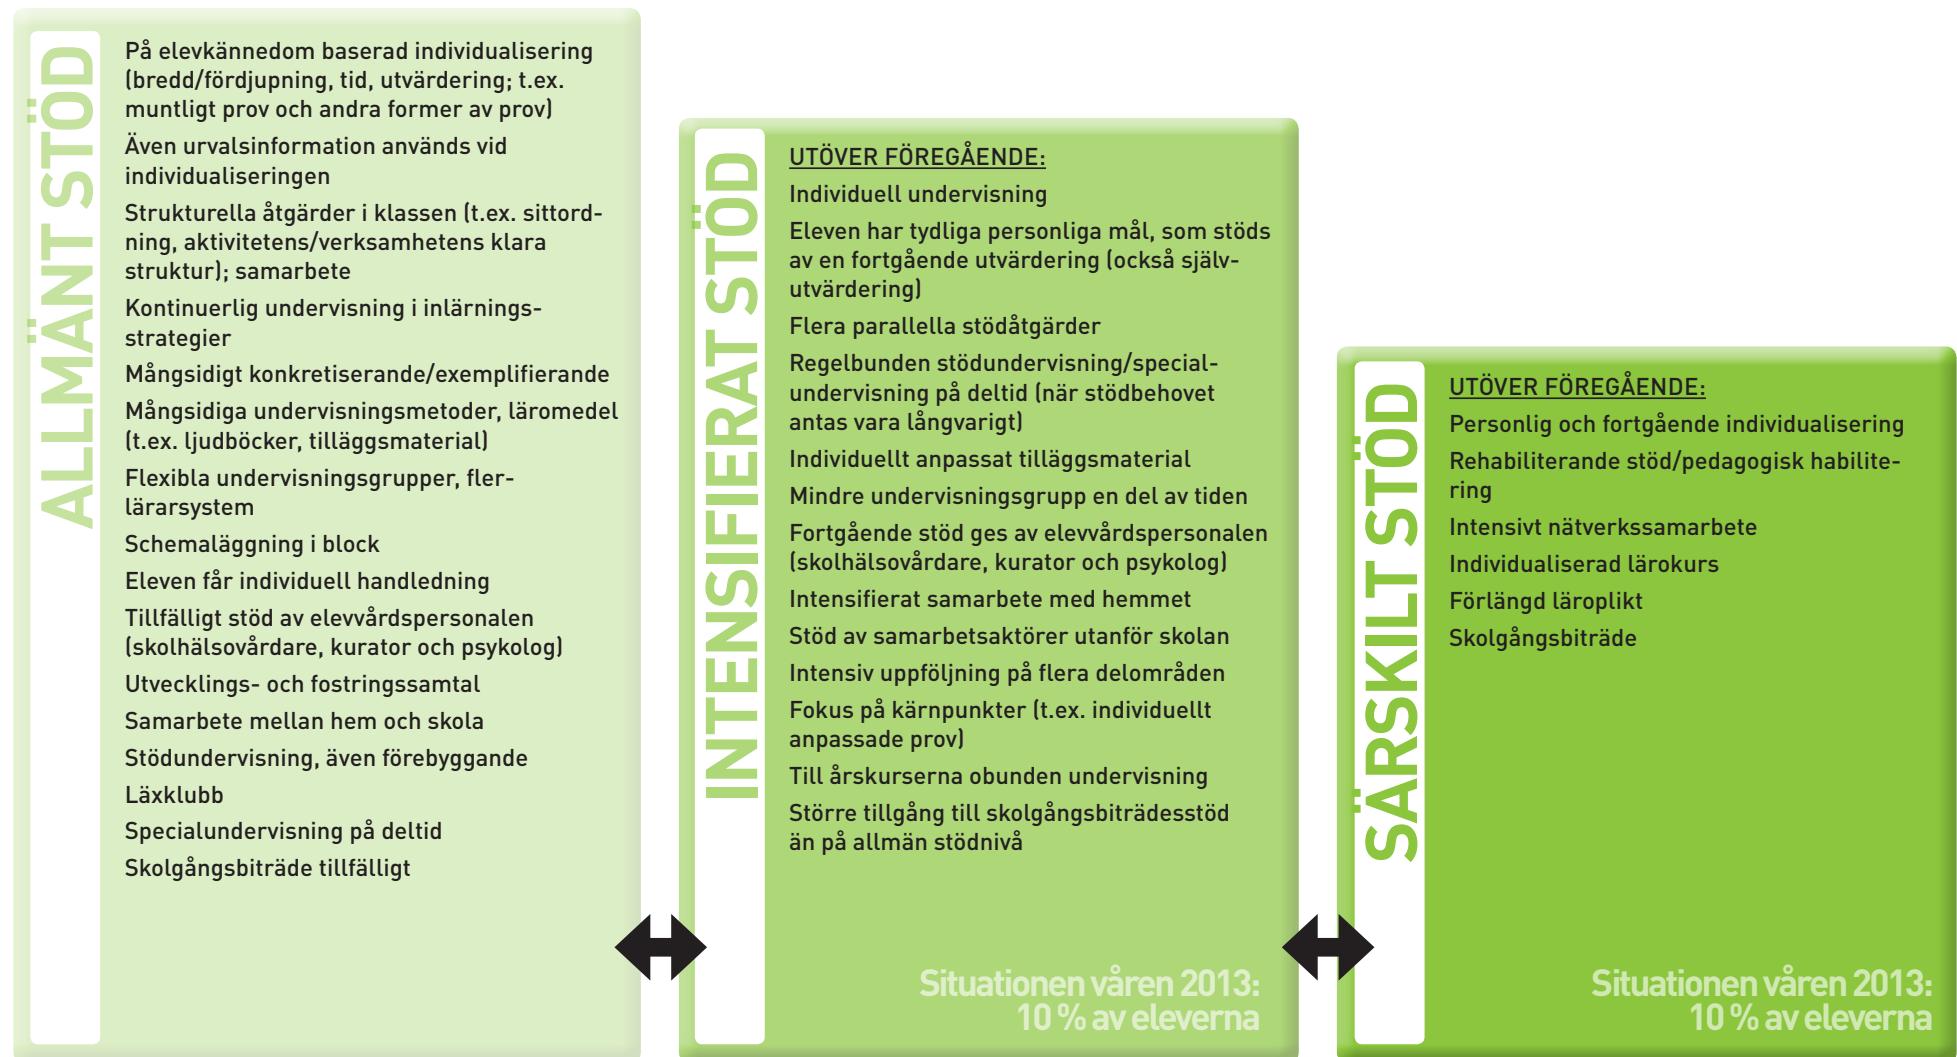 ALLMÄNT STÖD
På elevkännedom baserad individualisering
(bredd/fördjupning, tid, utvärdering; t.ex.
muntligt prov och andra former av prov)
Även urvalsinformation används vid
individualiseringen
Strukturella åtgärder i klassen (t.ex. sittord-
ning, aktivitetens/verksamhetens klara
struktur); samarbete
Kontinuerlig undervisning i inlärnings-
strategier
Mångsidigt konkretiserande/exemplifierande
Mångsidiga undervisningsmetoder, läromedel
(t.ex. ljudböcker, tilläggsmaterial)
Flexibla undervisningsgrupper, fler-
lärarsystem
Schemaläggning i block
Eleven får individuell handledning
Tillfälligt stöd av elevvårdspersonalen
(skolhälsovårdare, kurator och psykolog)
Utvecklings- och fostringssamtal
Samarbete mellan hem och skola
Stödundervisning, även förebyggande
Läxklubb
Specialundervisning på deltid
Skolgångsbiträde tillfälligt
INTENSIFIERAT STÖD
UTÖVER FÖREGÅENDE:
Individuell undervisning
Eleven har tydliga personliga mål, som stöds
av en fortgående utvärdering (också själv-
utvärdering)
Flera parallella stödåtgärder
Regelbunden stödundervisning/special-
undervisning på deltid (när stödbehovet
antas vara långvarigt)
Individuellt anpassat tilläggsmaterial
Mindre undervisningsgrupp en del av tiden
Fortgående stöd ges av elevvårdspersonalen
(skolhälsovårdare, kurator och psykolog)
Intensifierat samarbete med hemmet
Stöd av samarbetsaktörer utanför skolan
Intensiv uppföljning på flera delområden
Fokus på kärnpunkter (t.ex. individuellt
anpassade prov)
Till årskurserna obunden undervisning
Större tillgång till skolgångsbiträdesstöd
än på allmän stödnivå
Situationen våren 2013:
10 % av eleverna
SÄRSKILT STÖD
UTÖVER FÖREGÅENDE:
Personlig och fortgående individualisering
Rehabiliterande stöd/pedagogisk habilite-
ring
Intensivt nätverkssamarbete
Individualiserad lärokurs
Förlängd läroplikt
Skolgångsbiträde
Situationen våren 2013:
10 % av eleverna